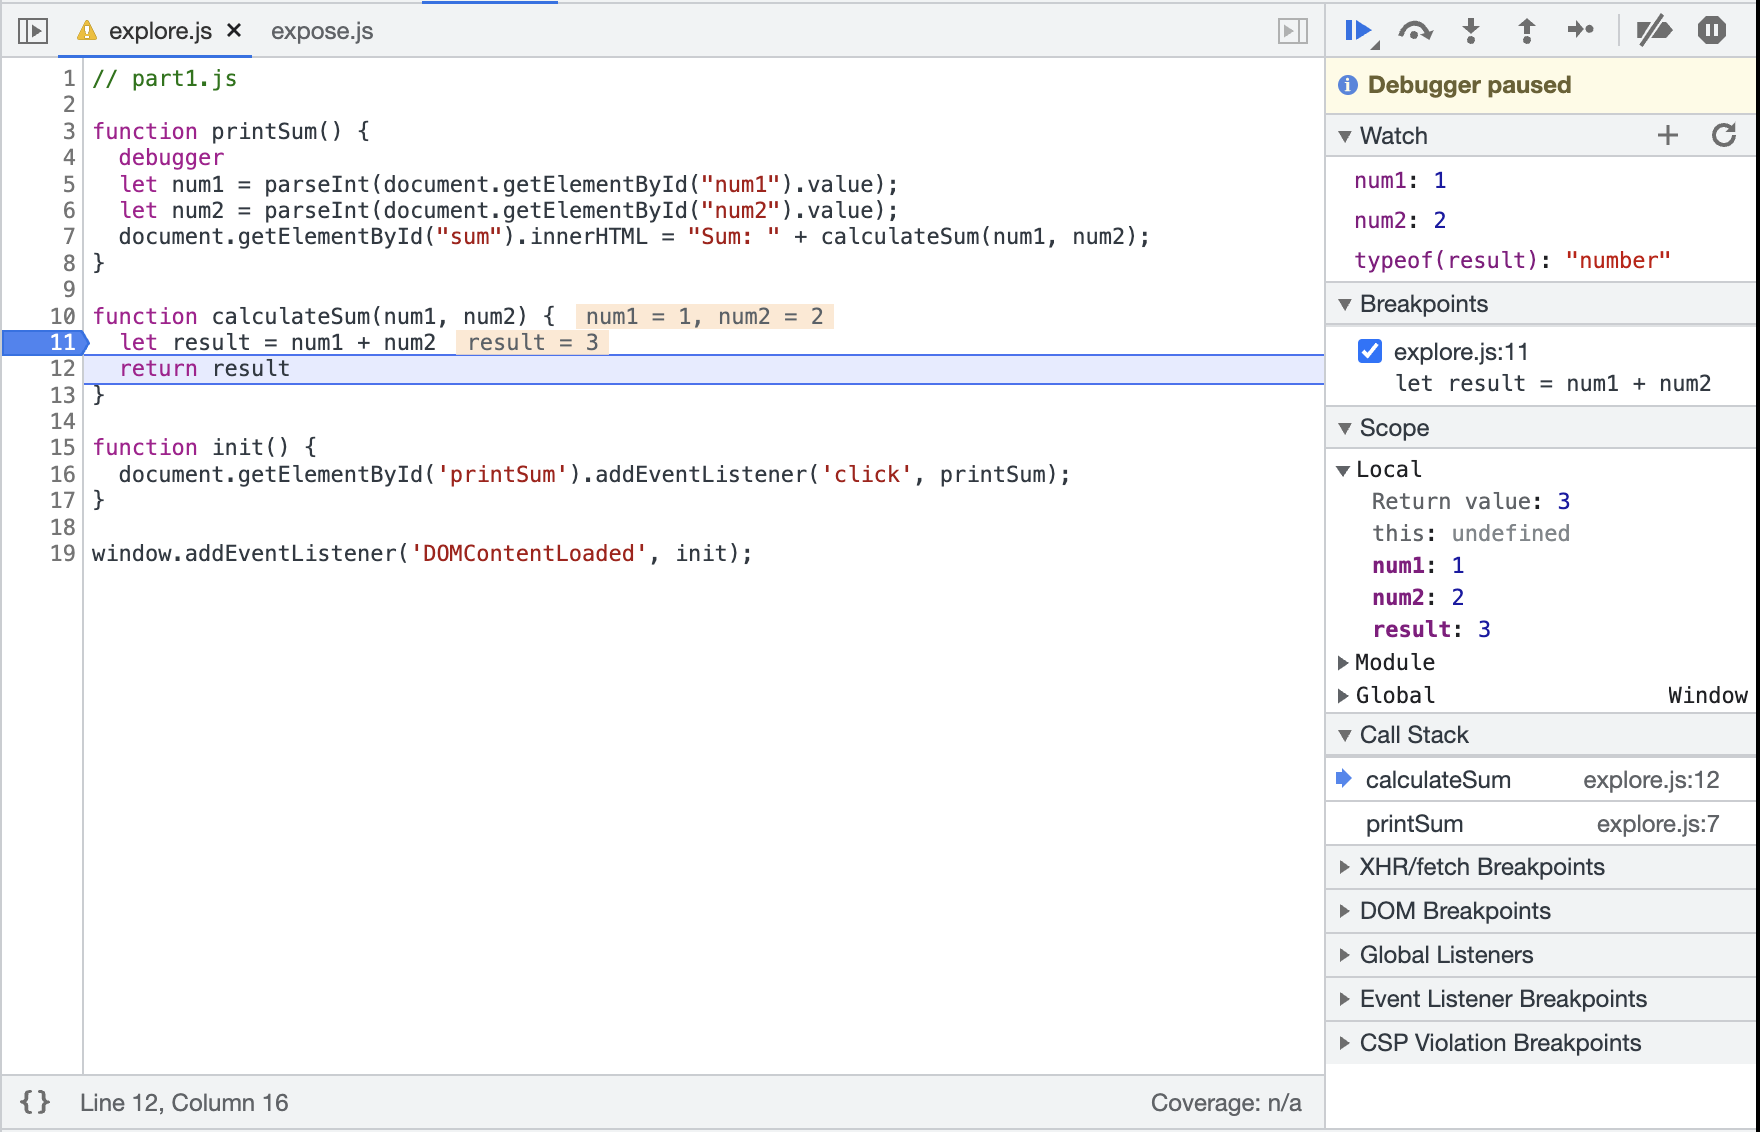 explore.js × expose.js
1 // part1.js
2
3 function printSum() {
4   debugger
5   let num1 = parseInt(document.getElementById("num1").value);
6   let num2 = parseInt(document.getElementById("num2").value);
7   document.getElementById("sum").innerHTML = "Sum: " + calculateSum(num1, num2);
8 }
9
10 function calculateSum(num1, num2) {  num1 = 1, num2 = 2
11   let result = num1 + num2  result = 3
12   return result
13 }
14
15 function init() {
16   document.getElementById('printSum').addEventListener('click', printSum);
17 }
18
19 window.addEventListener('DOMContentLoaded', init);
{} Line 12, Column 16 Coverage: n/a
Debugger paused
Watch
num1: 1
num2: 2
typeof(result): "number"
Breakpoints
explore.js:11
let result = num1 + num2
Scope
Local
Return value: 3
this: undefined
num1: 1
num2: 2
result: 3
Module
Global Window
Call Stack
calculateSum explore.js:12
printSum explore.js:7
XHR/fetch Breakpoints
DOM Breakpoints
Global Listeners
Event Listener Breakpoints
CSP Violation Breakpoints